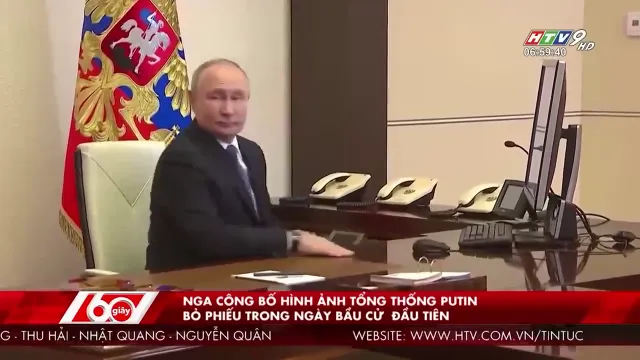 HTV9 HD
06:59:40
60 giây
NGA CÔNG BỐ HÌNH ẢNH TỔNG THỐNG PUTIN
BỎ PHIẾU TRONG NGÀY BẦU CỬ ĐẦU TIÊN
G - THU HẢI - NHẬT QUANG - NGUYỄN QUÂN
WEBSITE: WWW.HTV.COM.VN/TINTUC